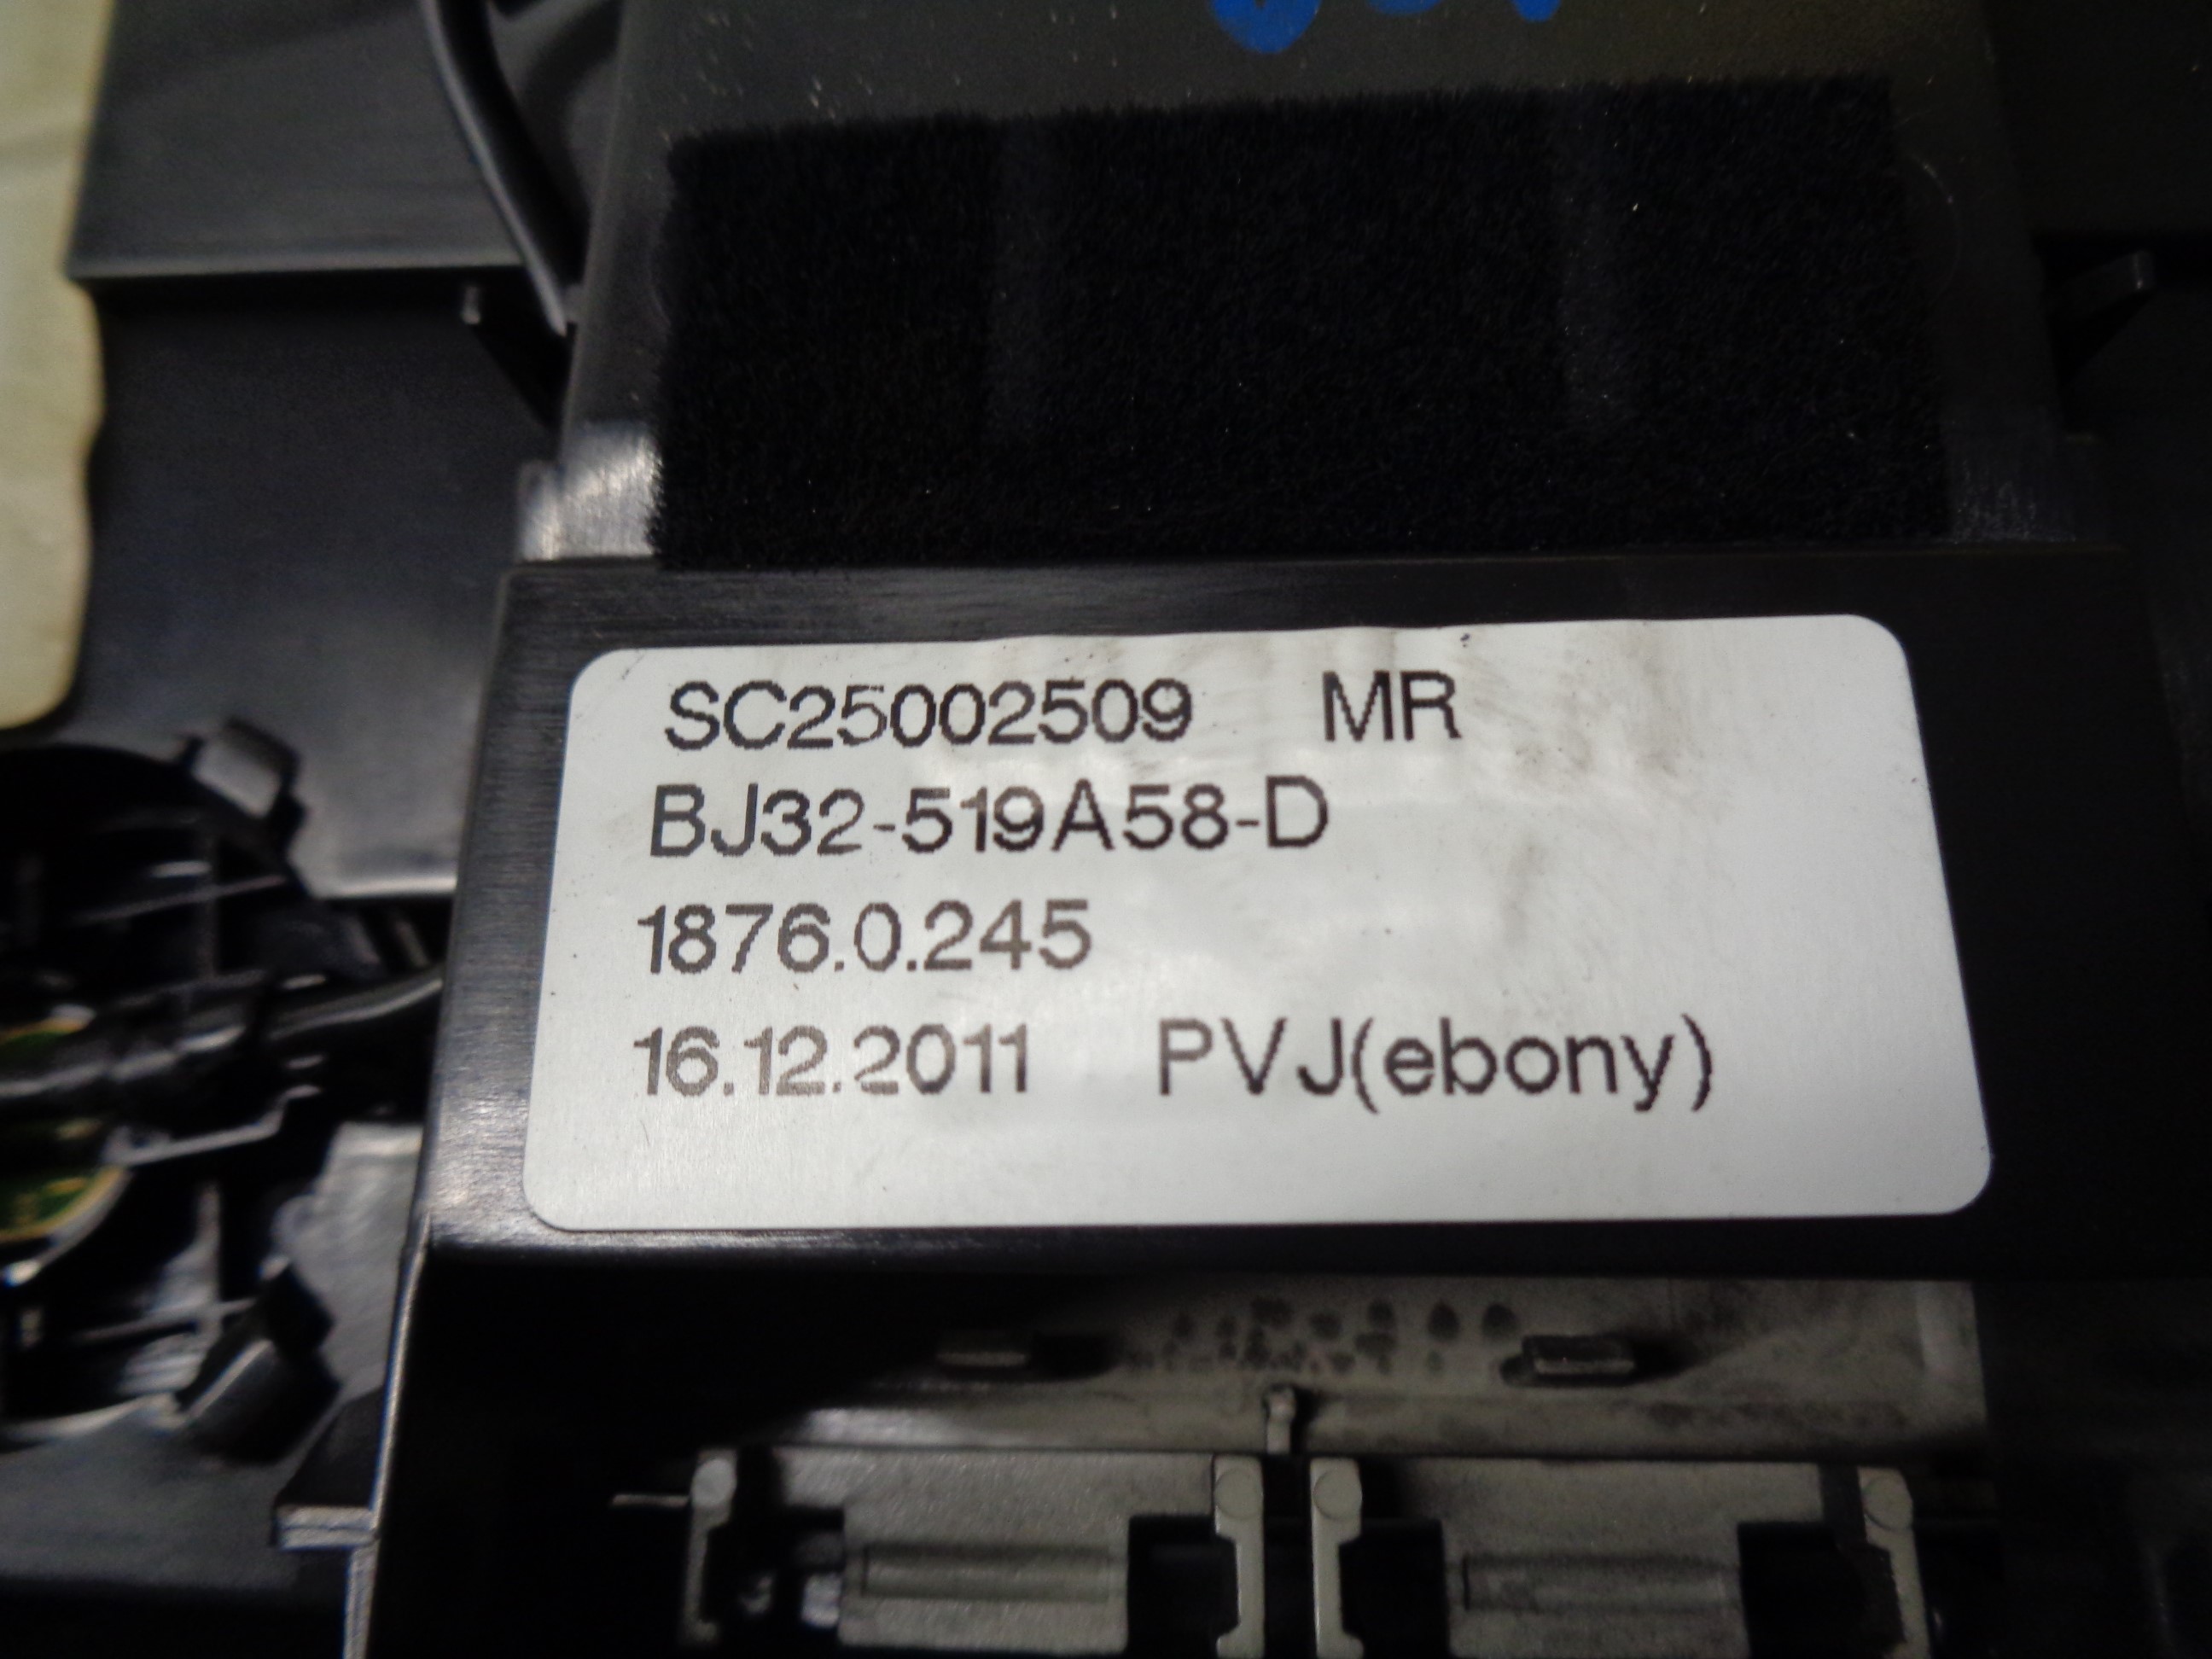 SC25002509 MR
BJ32-519A58-D
1876.0.245
16.12.2011 PVJ(ebony)